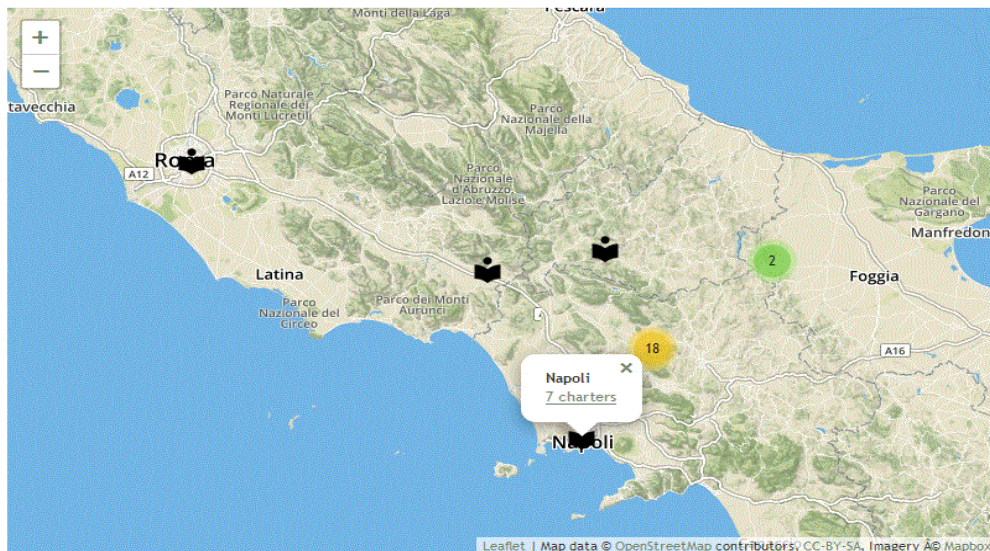 Monti della Laga
Pescara
+
−
tavecchia
Parco Naturale
Regionale dei
Monti Lucretili
Parco
Nazionale della
Majella
Roma
A12
Parco
Nazionale
d'Abruzzo,
Lazio e Molise
Parco
Nazionale del
Gargano
Manfredon
2
Latina
Foggia
Parco
Nazionale del
Circeo
Parco dei Monti
Aurunci
18
A16
Napoli
7 charters
×
Napoli
Leaflet | Map data © OpenStreetMap contributors, CC-BY-SA, Imagery Â© Mapbox